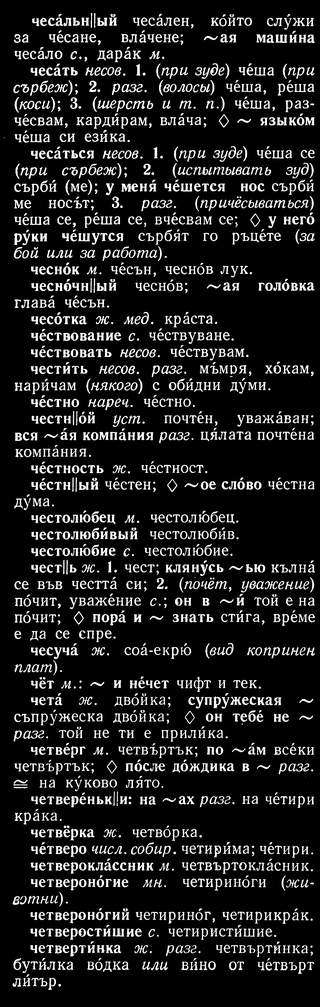 чеса́льн||ый чеса́лен, ко́йто слу́жи
за че́сане, вла́чене; ~ая маши́на
чеса́ло с., дара́к м.
чеса́ть несов. 1. (при зуде) че́ша (при
сърбеж); 2. разг. (волосы) че́ша, ре́ша
(коси); 3. (шерсть и т. п.) че́ша, раз-
че́свам, карди́рам, вла́ча; ◇ ~ языко́м
че́ша си ези́ка.
чеса́ться несов. 1. (при зуде) че́ша се
(при сърбеж); 2. (испытывать зуд)
сърби́ (ме); у меня́ че́шется нос сърби́
ме носъ́т; 3. разг. (причёсываться)
че́ша се, ре́ша се, вче́свам се; ◇ у него́
ру́ки че́шутся сърбя́т го ръце́те (за
бой или за работа).
чесно́к м. че́сън, чесно́в лук.
чесно́чн||ый чесно́в; ~ая голо́вка
глава́ че́сън.
чесо́тка ж. мед. кра́ста.
че́ствование с. че́ствуване.
че́ствовать несов. че́ствувам.
чести́ть несов. разг. мъ́мря, хо́кам,
нари́чам (някого) с оби́дни ду́ми.
че́стно нареч. че́стно.
честн||о́й уст. почте́н, уважа́ван;
вся ~а́я компа́ния разг. ця́лата почте́на
компа́ния.
че́стность ж. че́стност.
че́стн||ый че́стен; ◇ ~ое сло́во че́стна
ду́ма.
честолю́бец м. честолю́бец.
честолюби́вый честолюби́в.
честолю́бие с. честолю́бие.
чест||ь ж. 1. чест; кляну́сь ~ью кълна́
се във честта́ си; 2. (почёт, уважение)
по́чит, уваже́ние с.; он в ~и́ той е на
по́чит; ◇ пора́ и ~ знать сти́га, вре́ме
е да се спре.
чесуча́ ж. соа́-екрю́ (вид копринен
плат).
чёт м.: ~ и не́чет чифт и тек.
чета́ ж. дво́йка; супру́жеская ~
съпру́жеска дво́йка; ◇ он тебе́ не ~
разг. той не ти е прили́ка.
четве́рг м. четвъ́ртък; по ~а́м все́ки
четвъ́ртък; ◇ по́сле до́ждика в ~ разг.
≅ на ку́ково ля́то.
четвере́ньк||и: на ~ах разг. на че́тири
крака́.
четвёрка ж. четво́рка.
че́тверо числ. собир. четири́ма; че́тири.
четверокла́ссник м. четвъртокла́сник.
четвероно́гие мн. четирино́ги (жи-
вотни).
четвероно́гий четирино́г, четирикра́к.
четверости́шие с. четиристи́шие.
четверти́нка ж. разг. четвърти́нка;
бути́лка во́дка или ви́но от че́твърт
ли́тър.